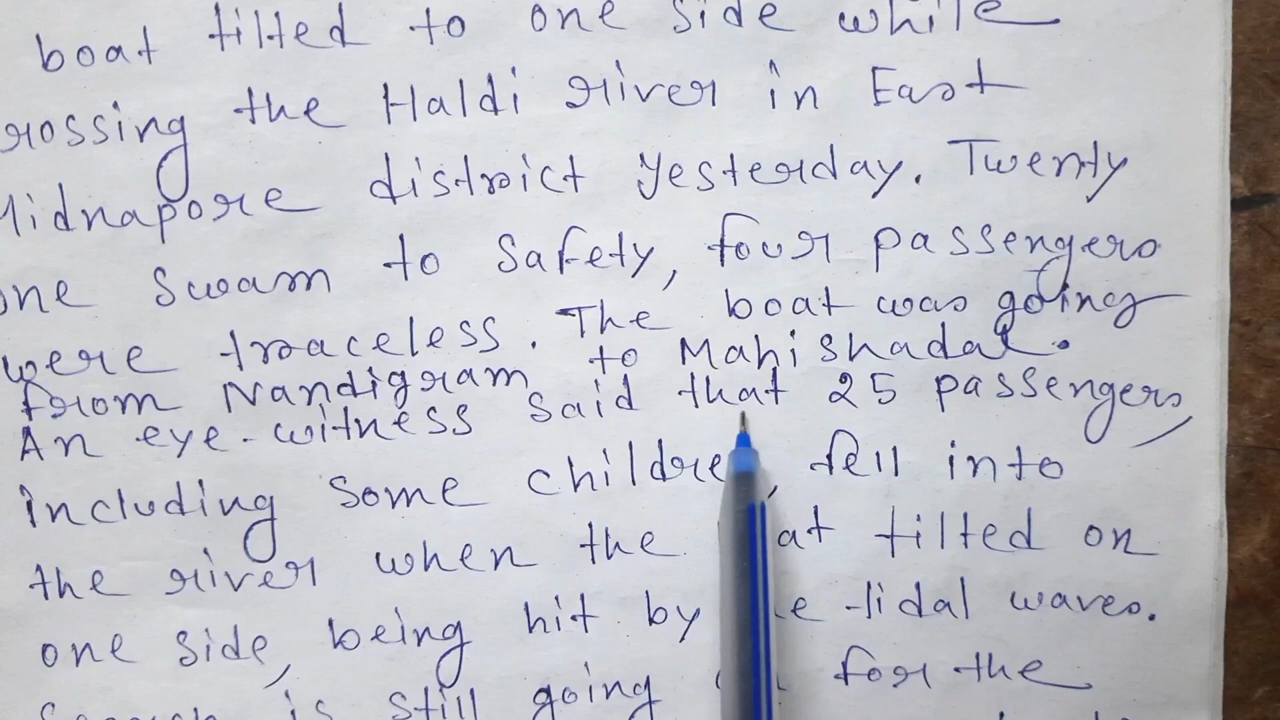 boat tilted to one side while
rossing the Haldi river in East
Midnapore district yesterday. Twenty
one swam to safety, four passengers
were traceless. The boat was going
from Nandigram to Mahishadal.
An eye-witness said that 25 passengers,
including some children, fell into
the river when the at tilted on
one side, being hit by e tidal waves.
is still going for the